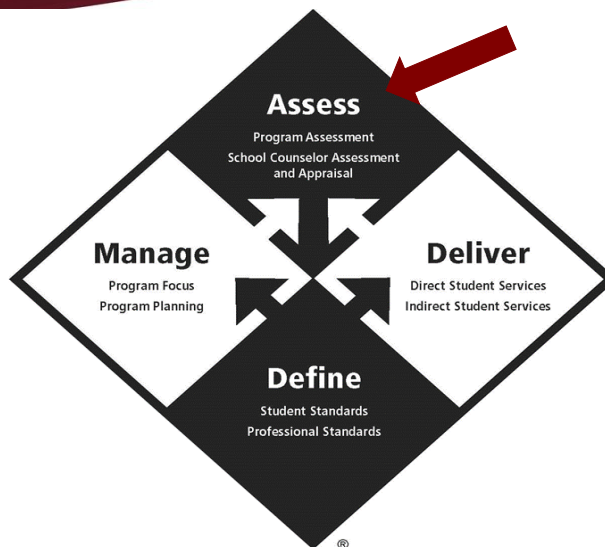 Assess
Program Assessment
School Counselor Assessment
and Appraisal
Manage
Program Focus
Program Planning
Deliver
Direct Student Services
Indirect Student Services
Define
Student Standards
Professional Standards
®